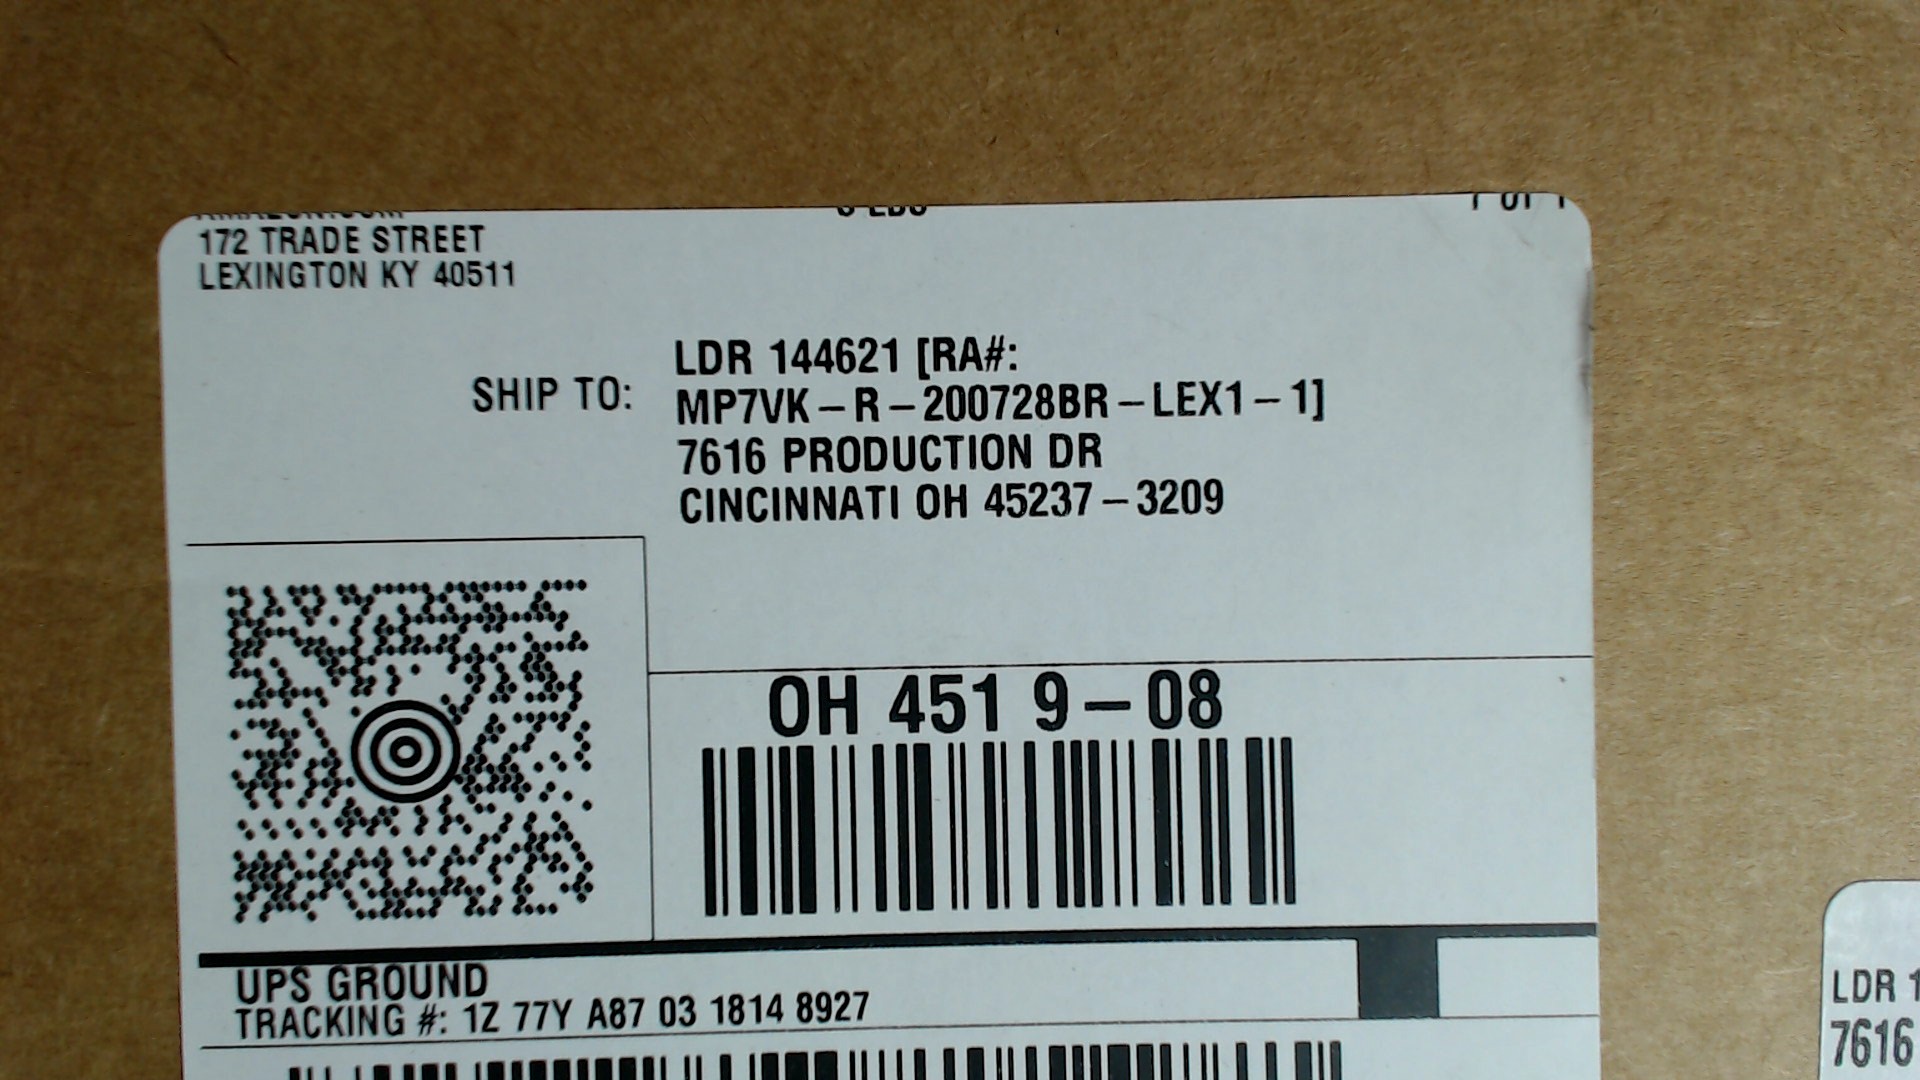 172 TRADE STREET
LEXINGTON KY 40511
SHIP TO:
LDR 144621 [RA#:
MP7VK–R–200728BR–LEX1–1]
7616 PRODUCTION DR
CINCINNATI OH 45237–3209
OH 451 9–08
UPS GROUND
TRACKING #: 1Z 77Y A87 03 1814 8927
LDR 1
7616